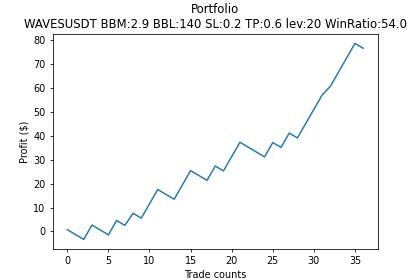 Portfolio
WAVESUSDT BBM:2.9 BBL:140 SL:0.2 TP:0.6 lev:20 WinRatio:54.0
80
70
60
50
40
30
20
10
0
Profit ($)
0 5 10 15 20 25 30 35
Trade counts